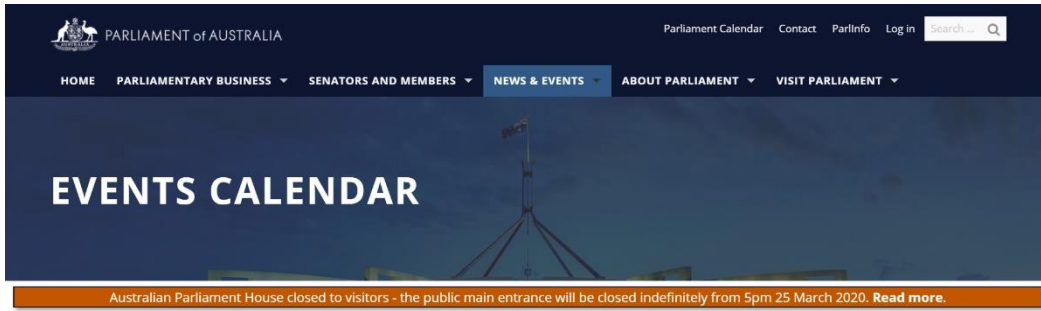 Parliament Calendar Contact ParlInfo Log in Search ...
AUSTRALIA
PARLIAMENT of AUSTRALIA
HOME PARLIAMENTARY BUSINESS SENATORS AND MEMBERS NEWS & EVENTS ABOUT PARLIAMENT VISIT PARLIAMENT
EVENTS CALENDAR
Australian Parliament House closed to visitors - the public main entrance will be closed indefinitely from 5pm 25 March 2020. Read more.